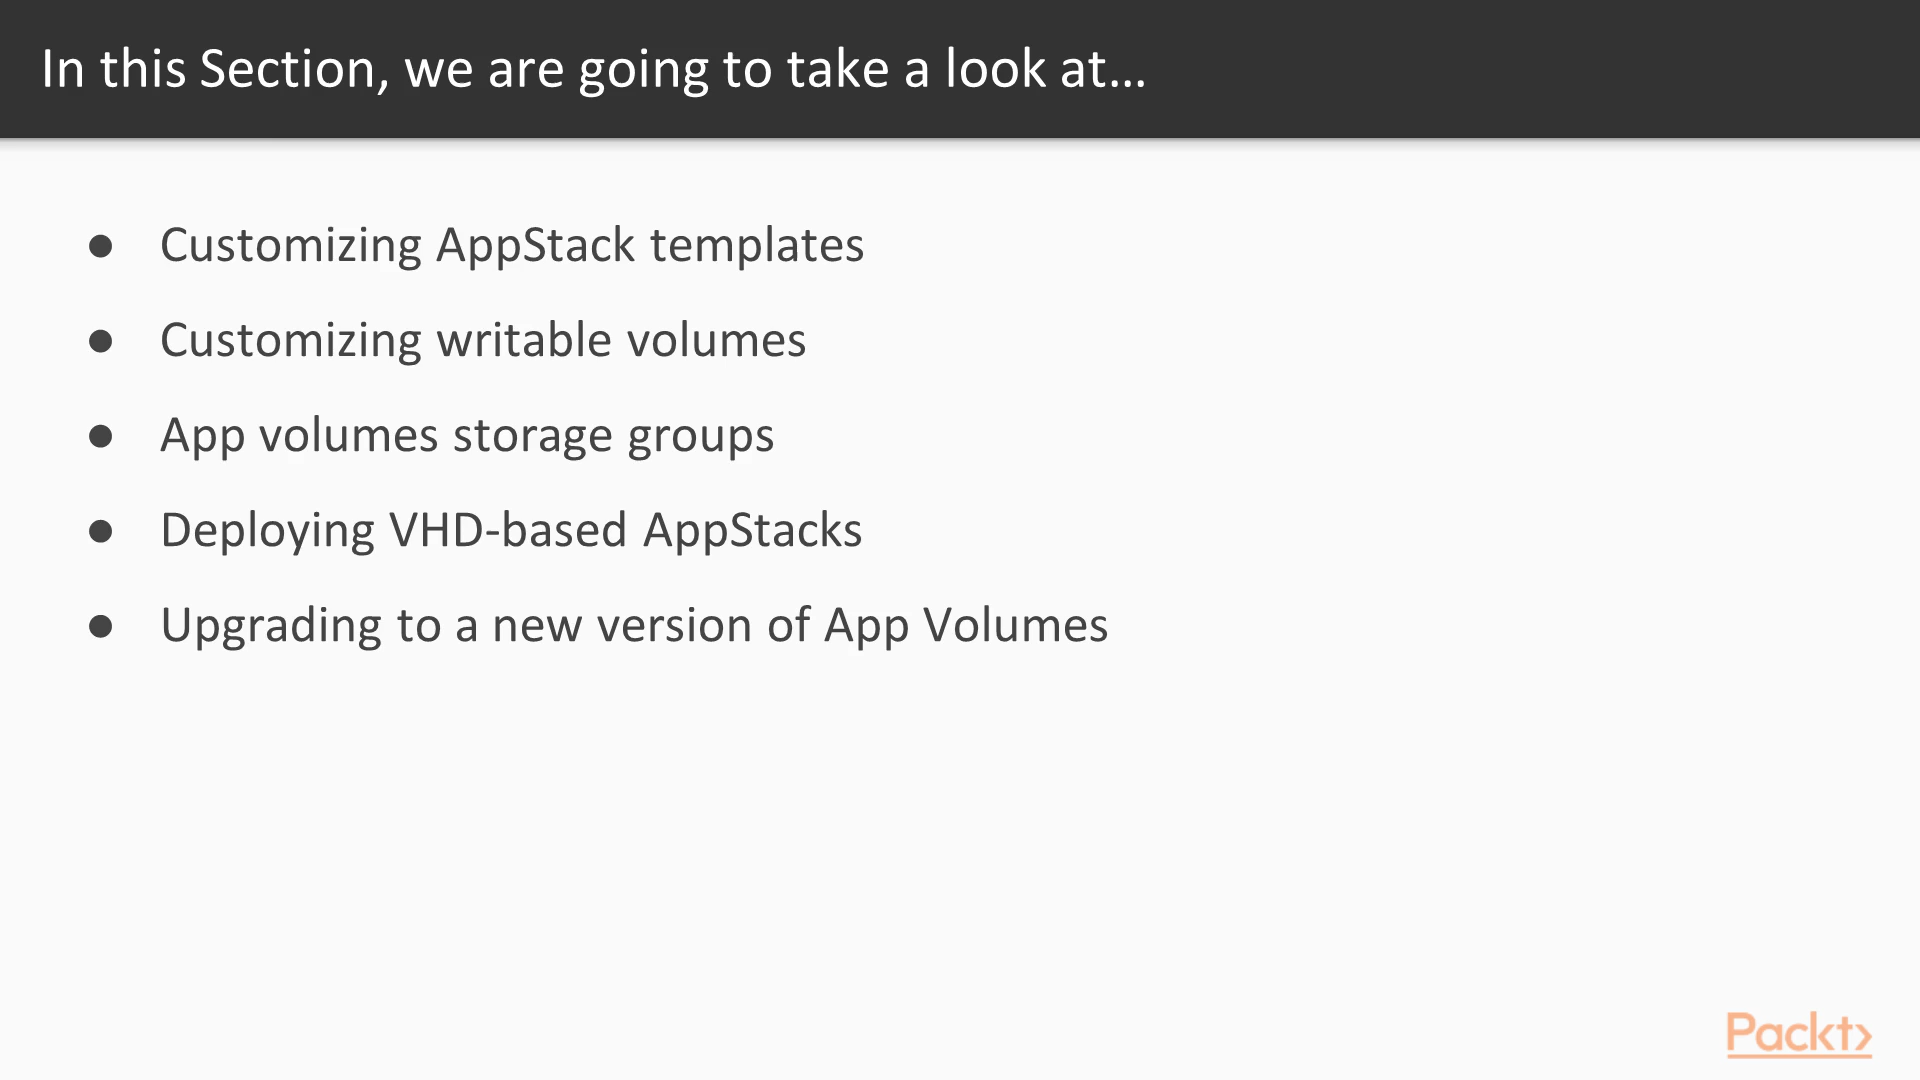 In this Section, we are going to take a look at…
● Customizing AppStack templates
● Customizing writable volumes
● App volumes storage groups
● Deploying VHD-based AppStacks
● Upgrading to a new version of App Volumes
Packt>